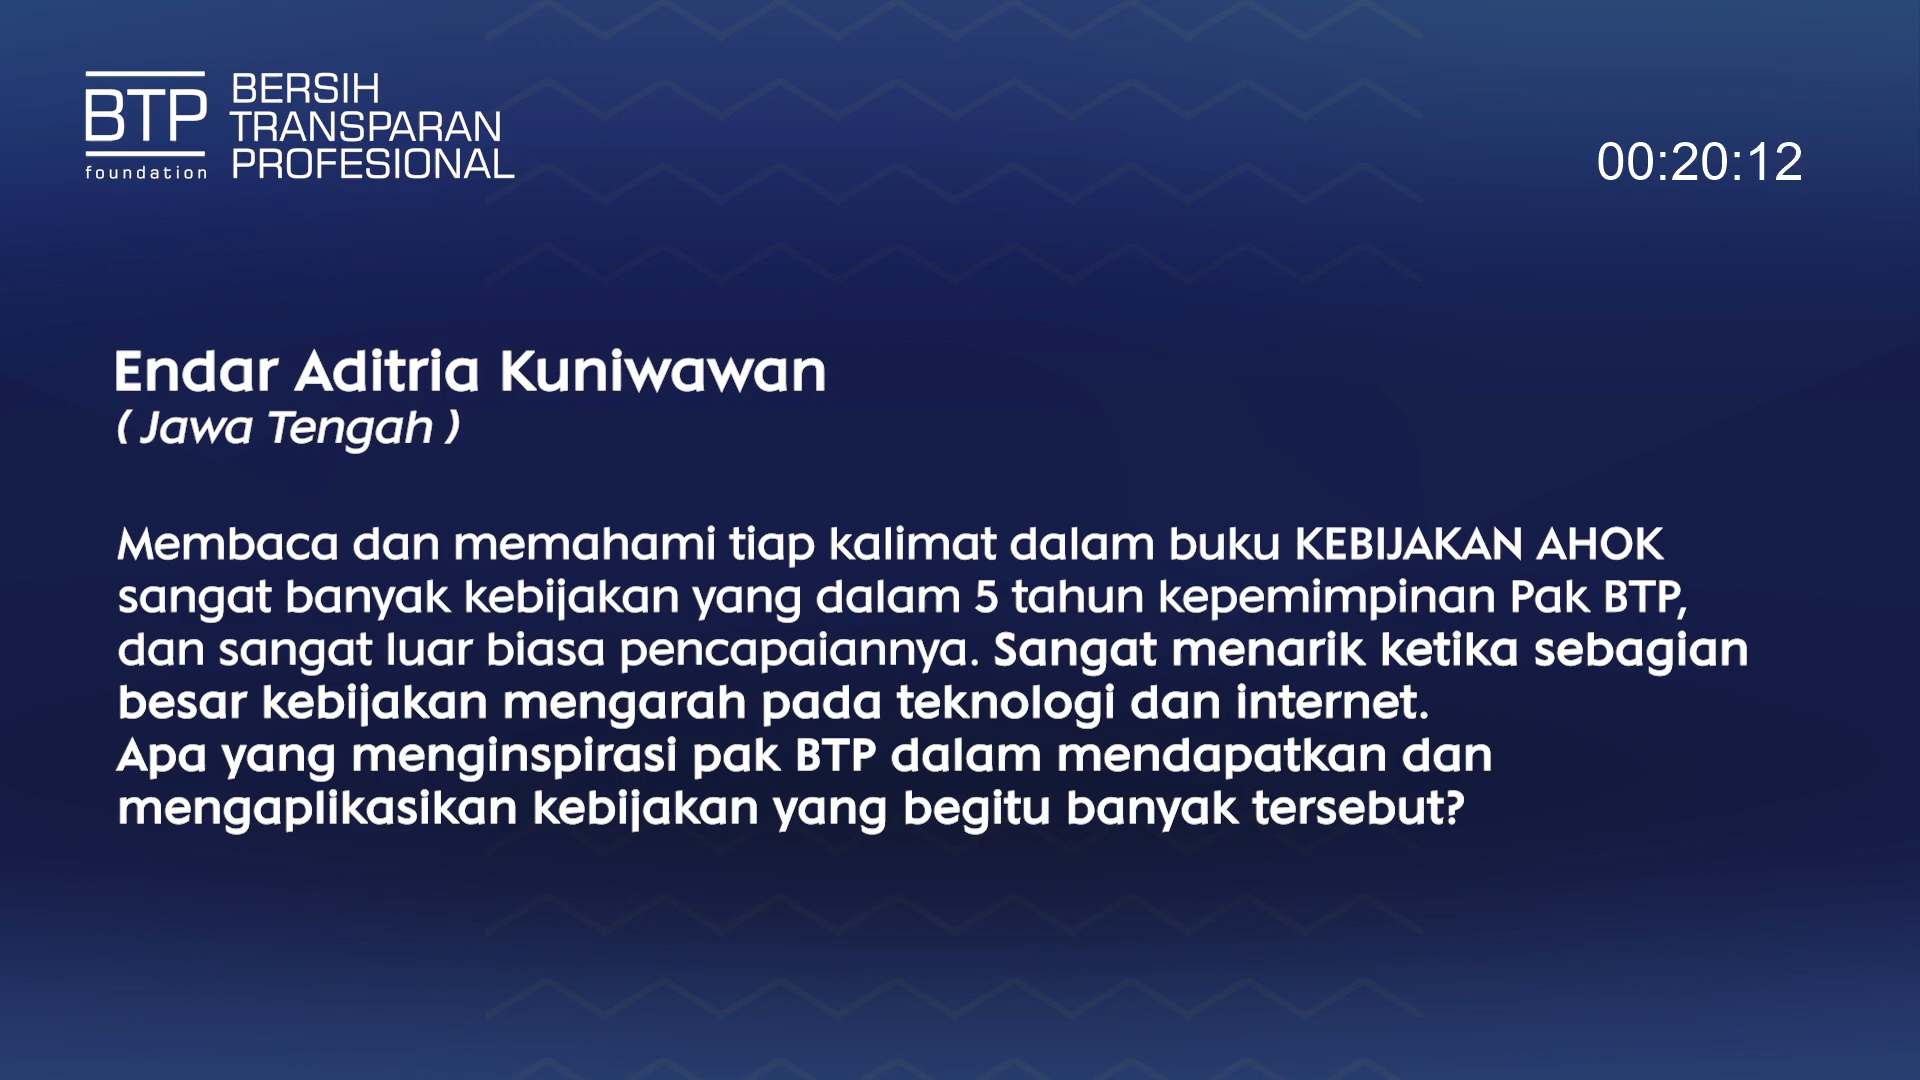 BTP
foundation
BERSIH
TRANSPARAN
PROFESIONAL
00:20:12
Endar Aditria Kuniwawan
( Jawa Tengah )
Membaca dan memahami tiap kalimat dalam buku KEBIJAKAN AHOK
sangat banyak kebijakan yang dalam 5 tahun kepemimpinan Pak BTP,
dan sangat luar biasa pencapaiannya. Sangat menarik ketika sebagian
besar kebijakan mengarah pada teknologi dan internet.
Apa yang menginspirasi pak BTP dalam mendapatkan dan
mengaplikasikan kebijakan yang begitu banyak tersebut?